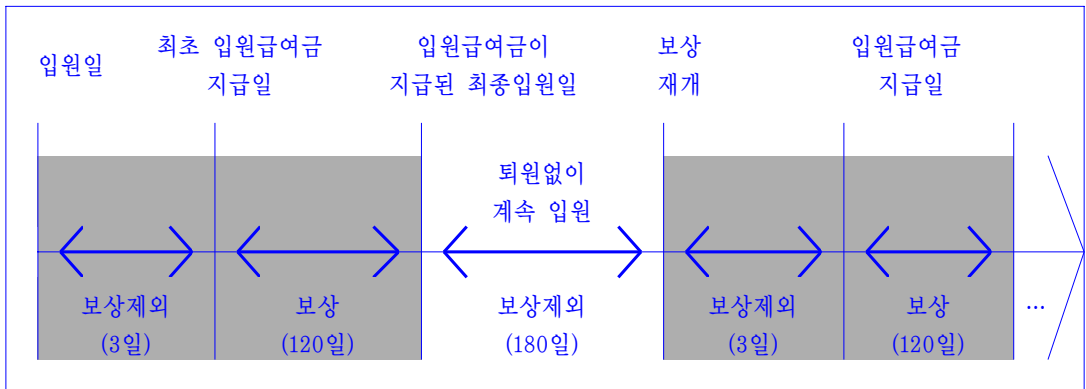 입원일
최초 입원급여금
지급일
입원급여금이
지급된 최종입원일
보상
재개
입원급여금
지급일
퇴원없이
계속 입원
보상제외
(3일)
보상
(120일)
보상제외
(180일)
보상제외
(3일)
보상
(120일)
…